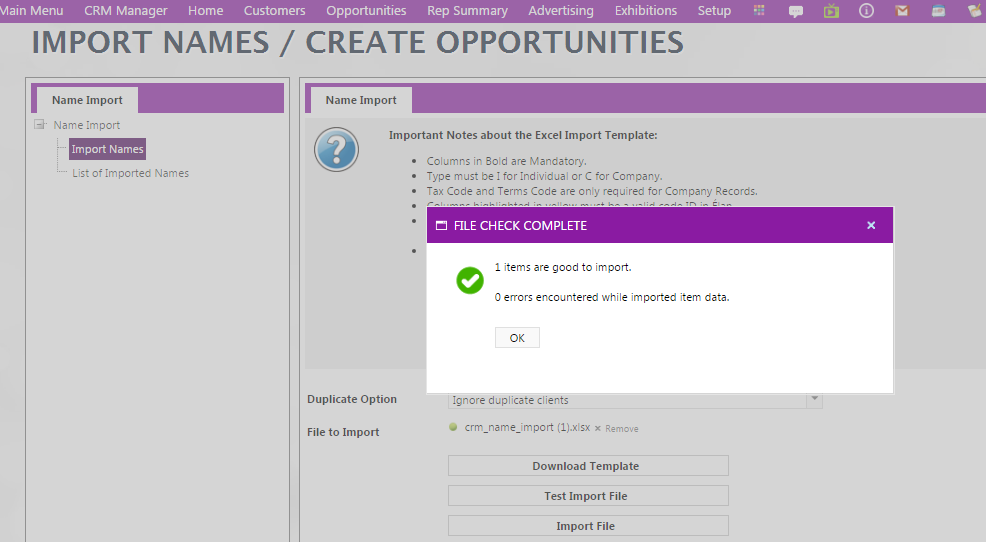 Main Menu CRM Manager Home Customers Opportunities Rep Summary Advertising Exhibitions Setup
IMPORT NAMES / CREATE OPPORTUNITIES
Name Import
Name Import
Import Names
List of Imported Names
Name Import
Important Notes about the Excel Import Template:
Columns in Bold are Mandatory.
Type must be I for Individual or C for Company.
Tax Code and Terms Code are only required for Company Records.
Columns highlighted in yellow must be a valid code ID in Élan
FILE CHECK COMPLETE
1 items are good to import.
0 errors encountered while imported item data.
OK
Duplicate Option Ignore duplicate clients
File to Import crm_name_import (1).xlsx Remove
Download Template
Test Import File
Import File